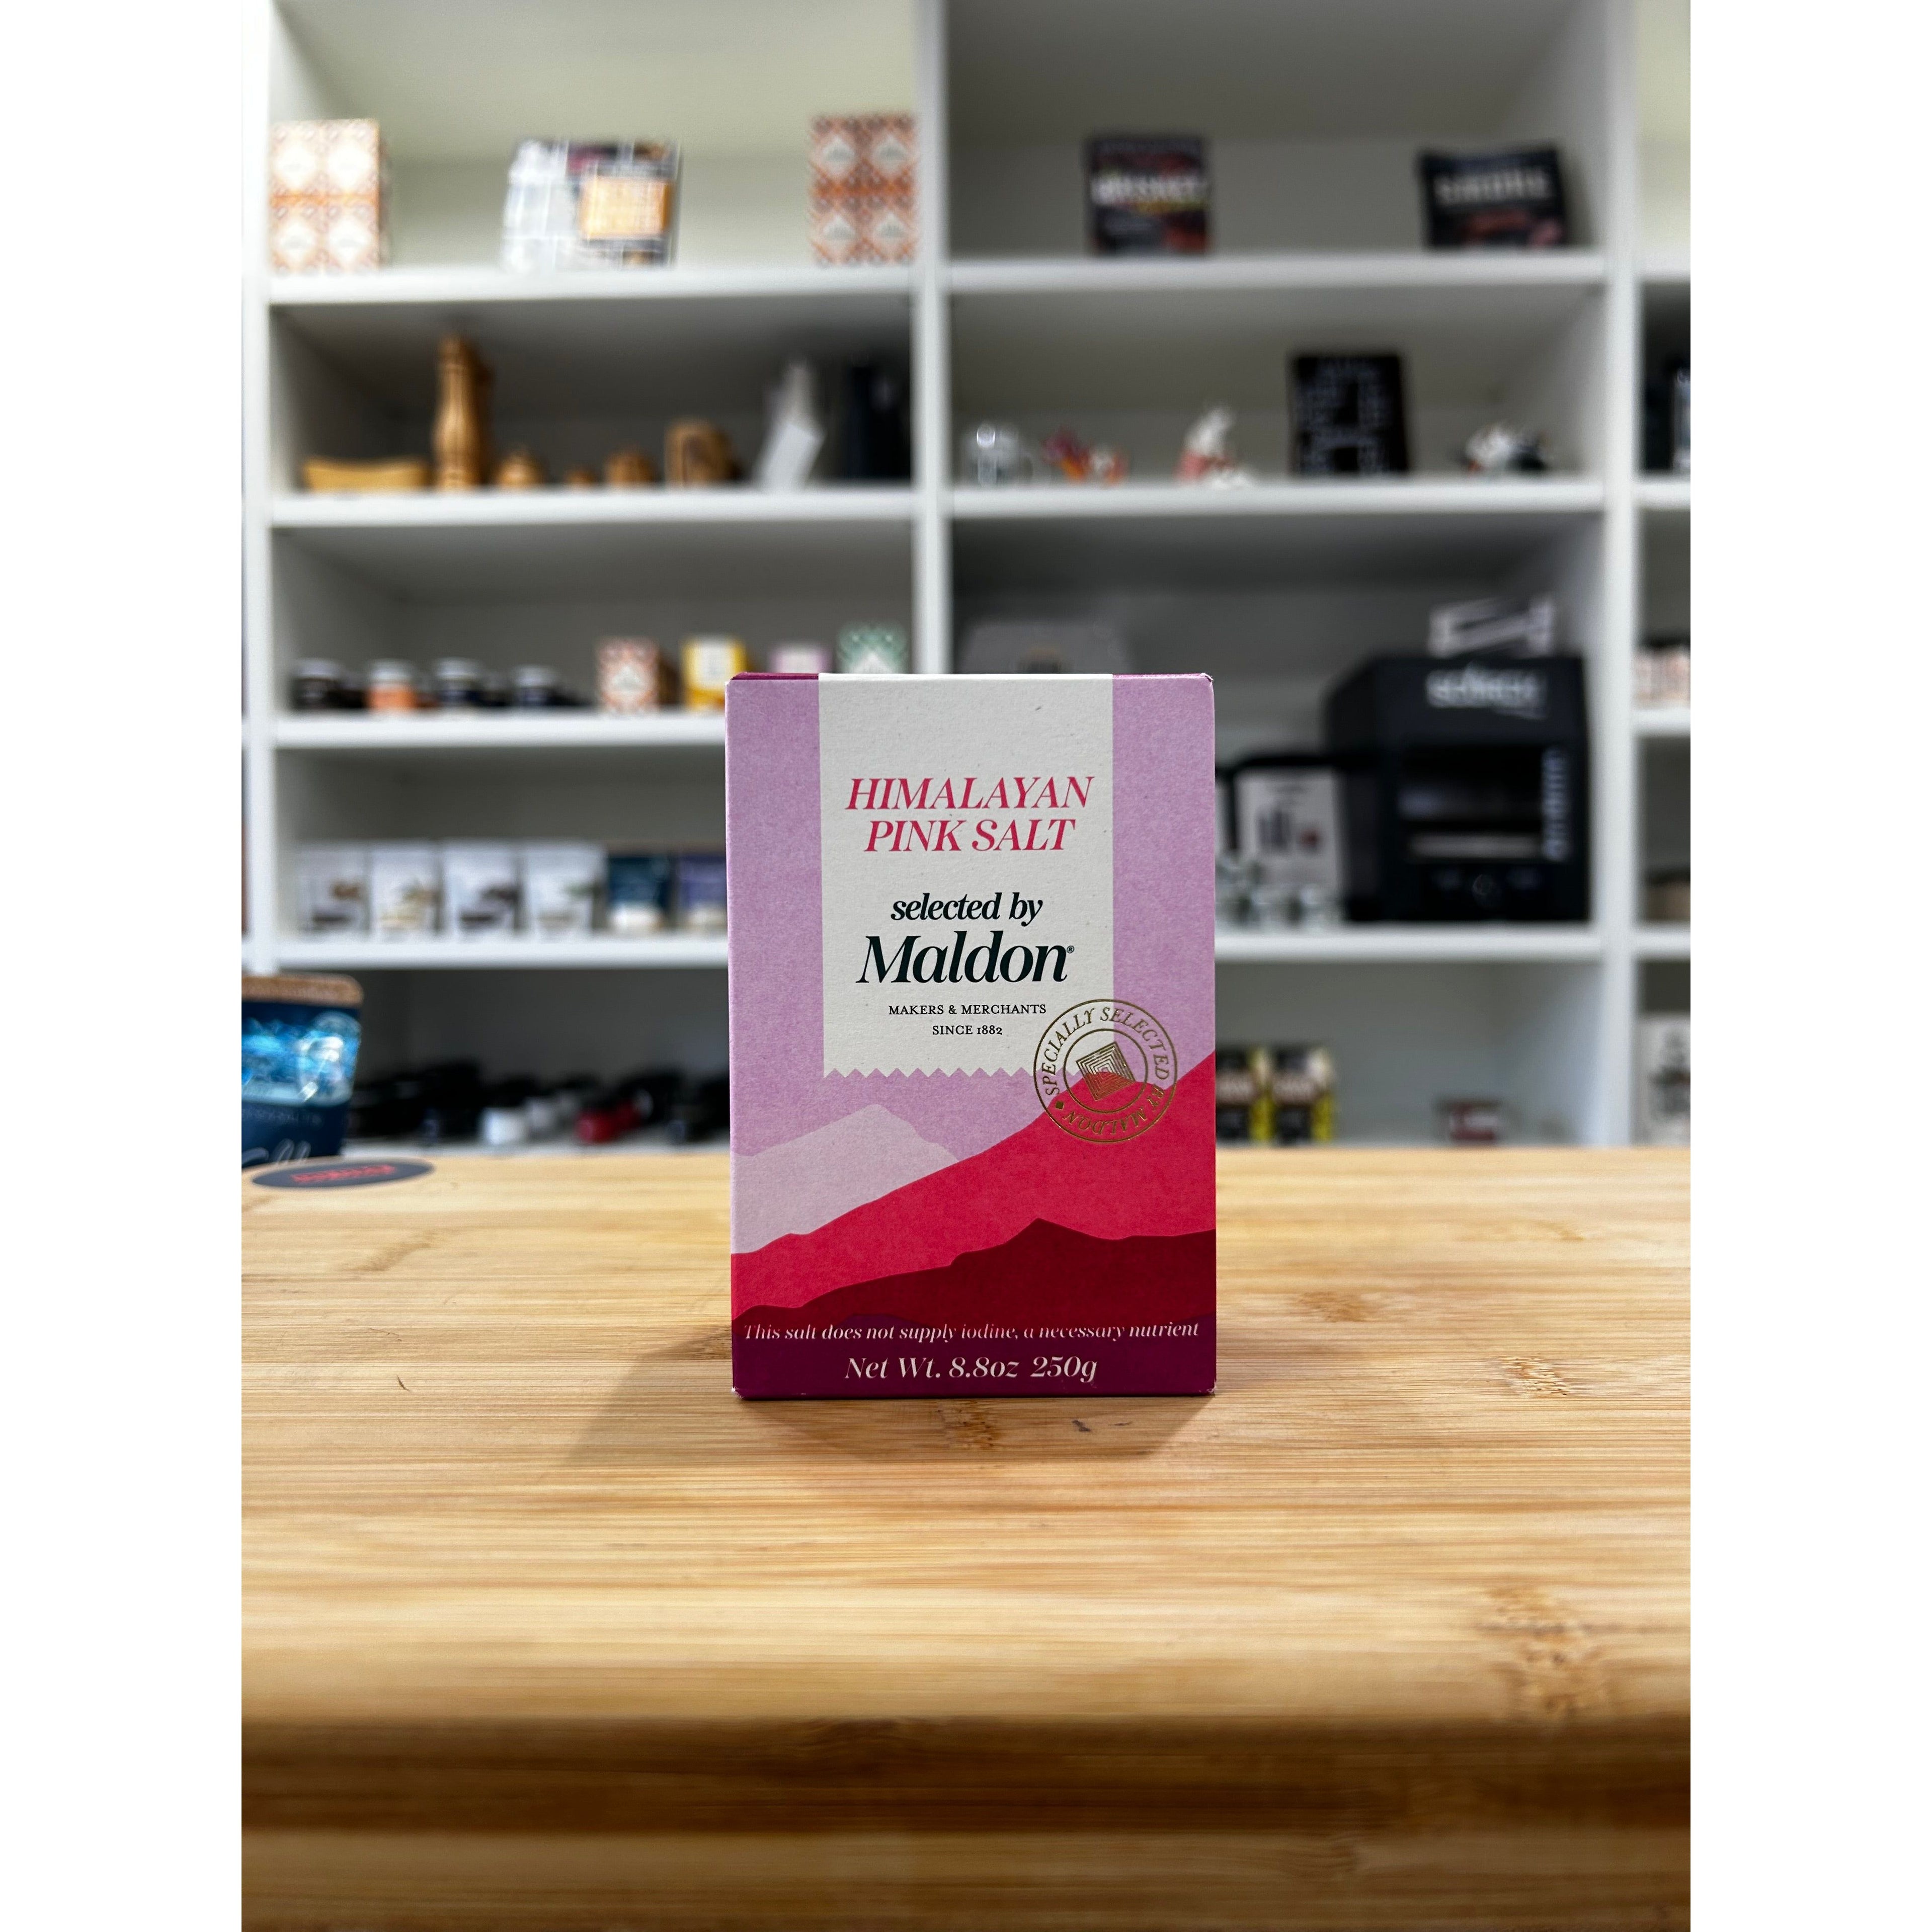 HIMALAYAN
PINK SALT
selected by
Maldon®
MAKERS & MERCHANTS
SINCE 1882
SPECIALLY SELECTED BY MALDON
This salt does not supply iodine, a necessary nutrient
Net Wt. 8.8oz 250g